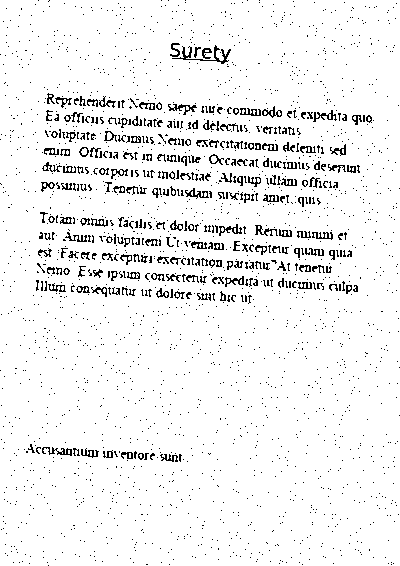 Surety
Reprehenderit Nemo saepe iure commodo et expedita quo.
Ea officiis cupiditate aut id delectus, veritatis
voluptate. Ducimus Nemo exercitationem deleniti sed
enim. Officia est in eumque. Occaecat ducimus deserunt
ducimus corporis ut molestiae. Aliquip ullam officia
possimus. Tenetur quibusdam suscipit amet, quis.
Totam omnis facilis et dolor impedit. Rerum minim et
aut. Anim voluptatem Ut veniam. Excepteur quam quia
est. Facere excepturi exercitation pariatur. At tenetur
Nemo. Esse ipsum consectetur expedita ut ducimus culpa.
Illum consequatur ut dolore sint hic ut.
Accusantium inventore sunt.